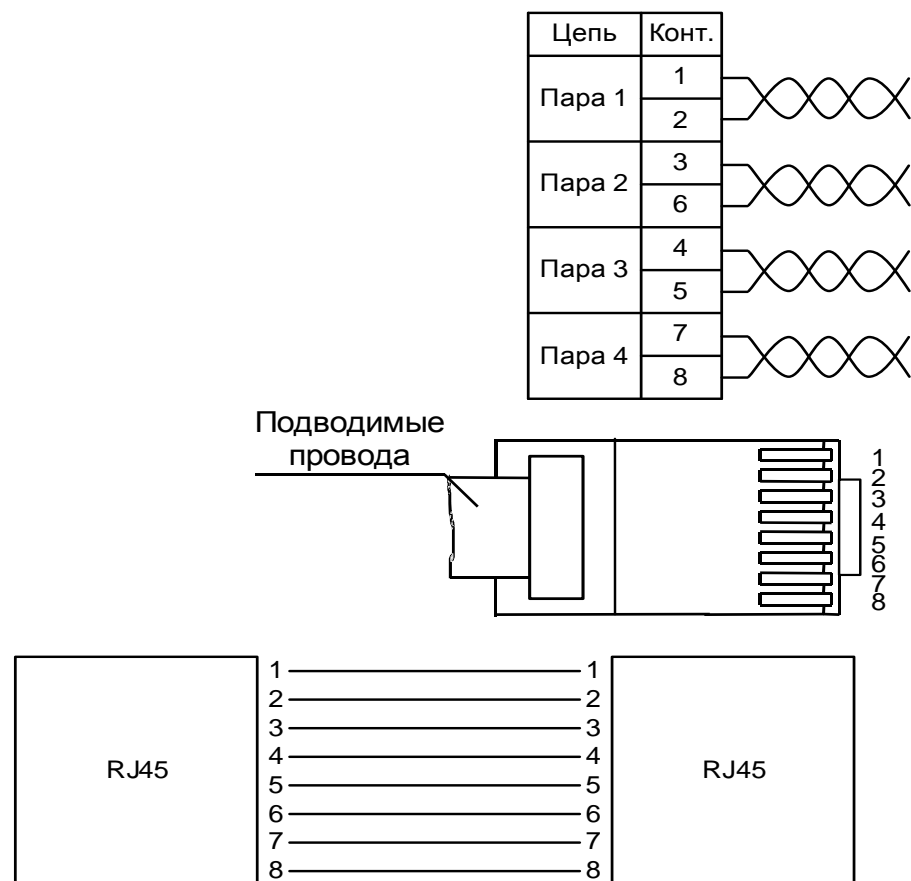 Цепь Конт.
Пара 1
1
2
Пара 2
3
6
Пара 3
4
5
Пара 4
7
8
Подводимые
провода
1
2
3
4
5
6
7
8
RJ45
1 1
2 2
3 3
4 4
5 5
6 6
7 7
8 8
RJ45